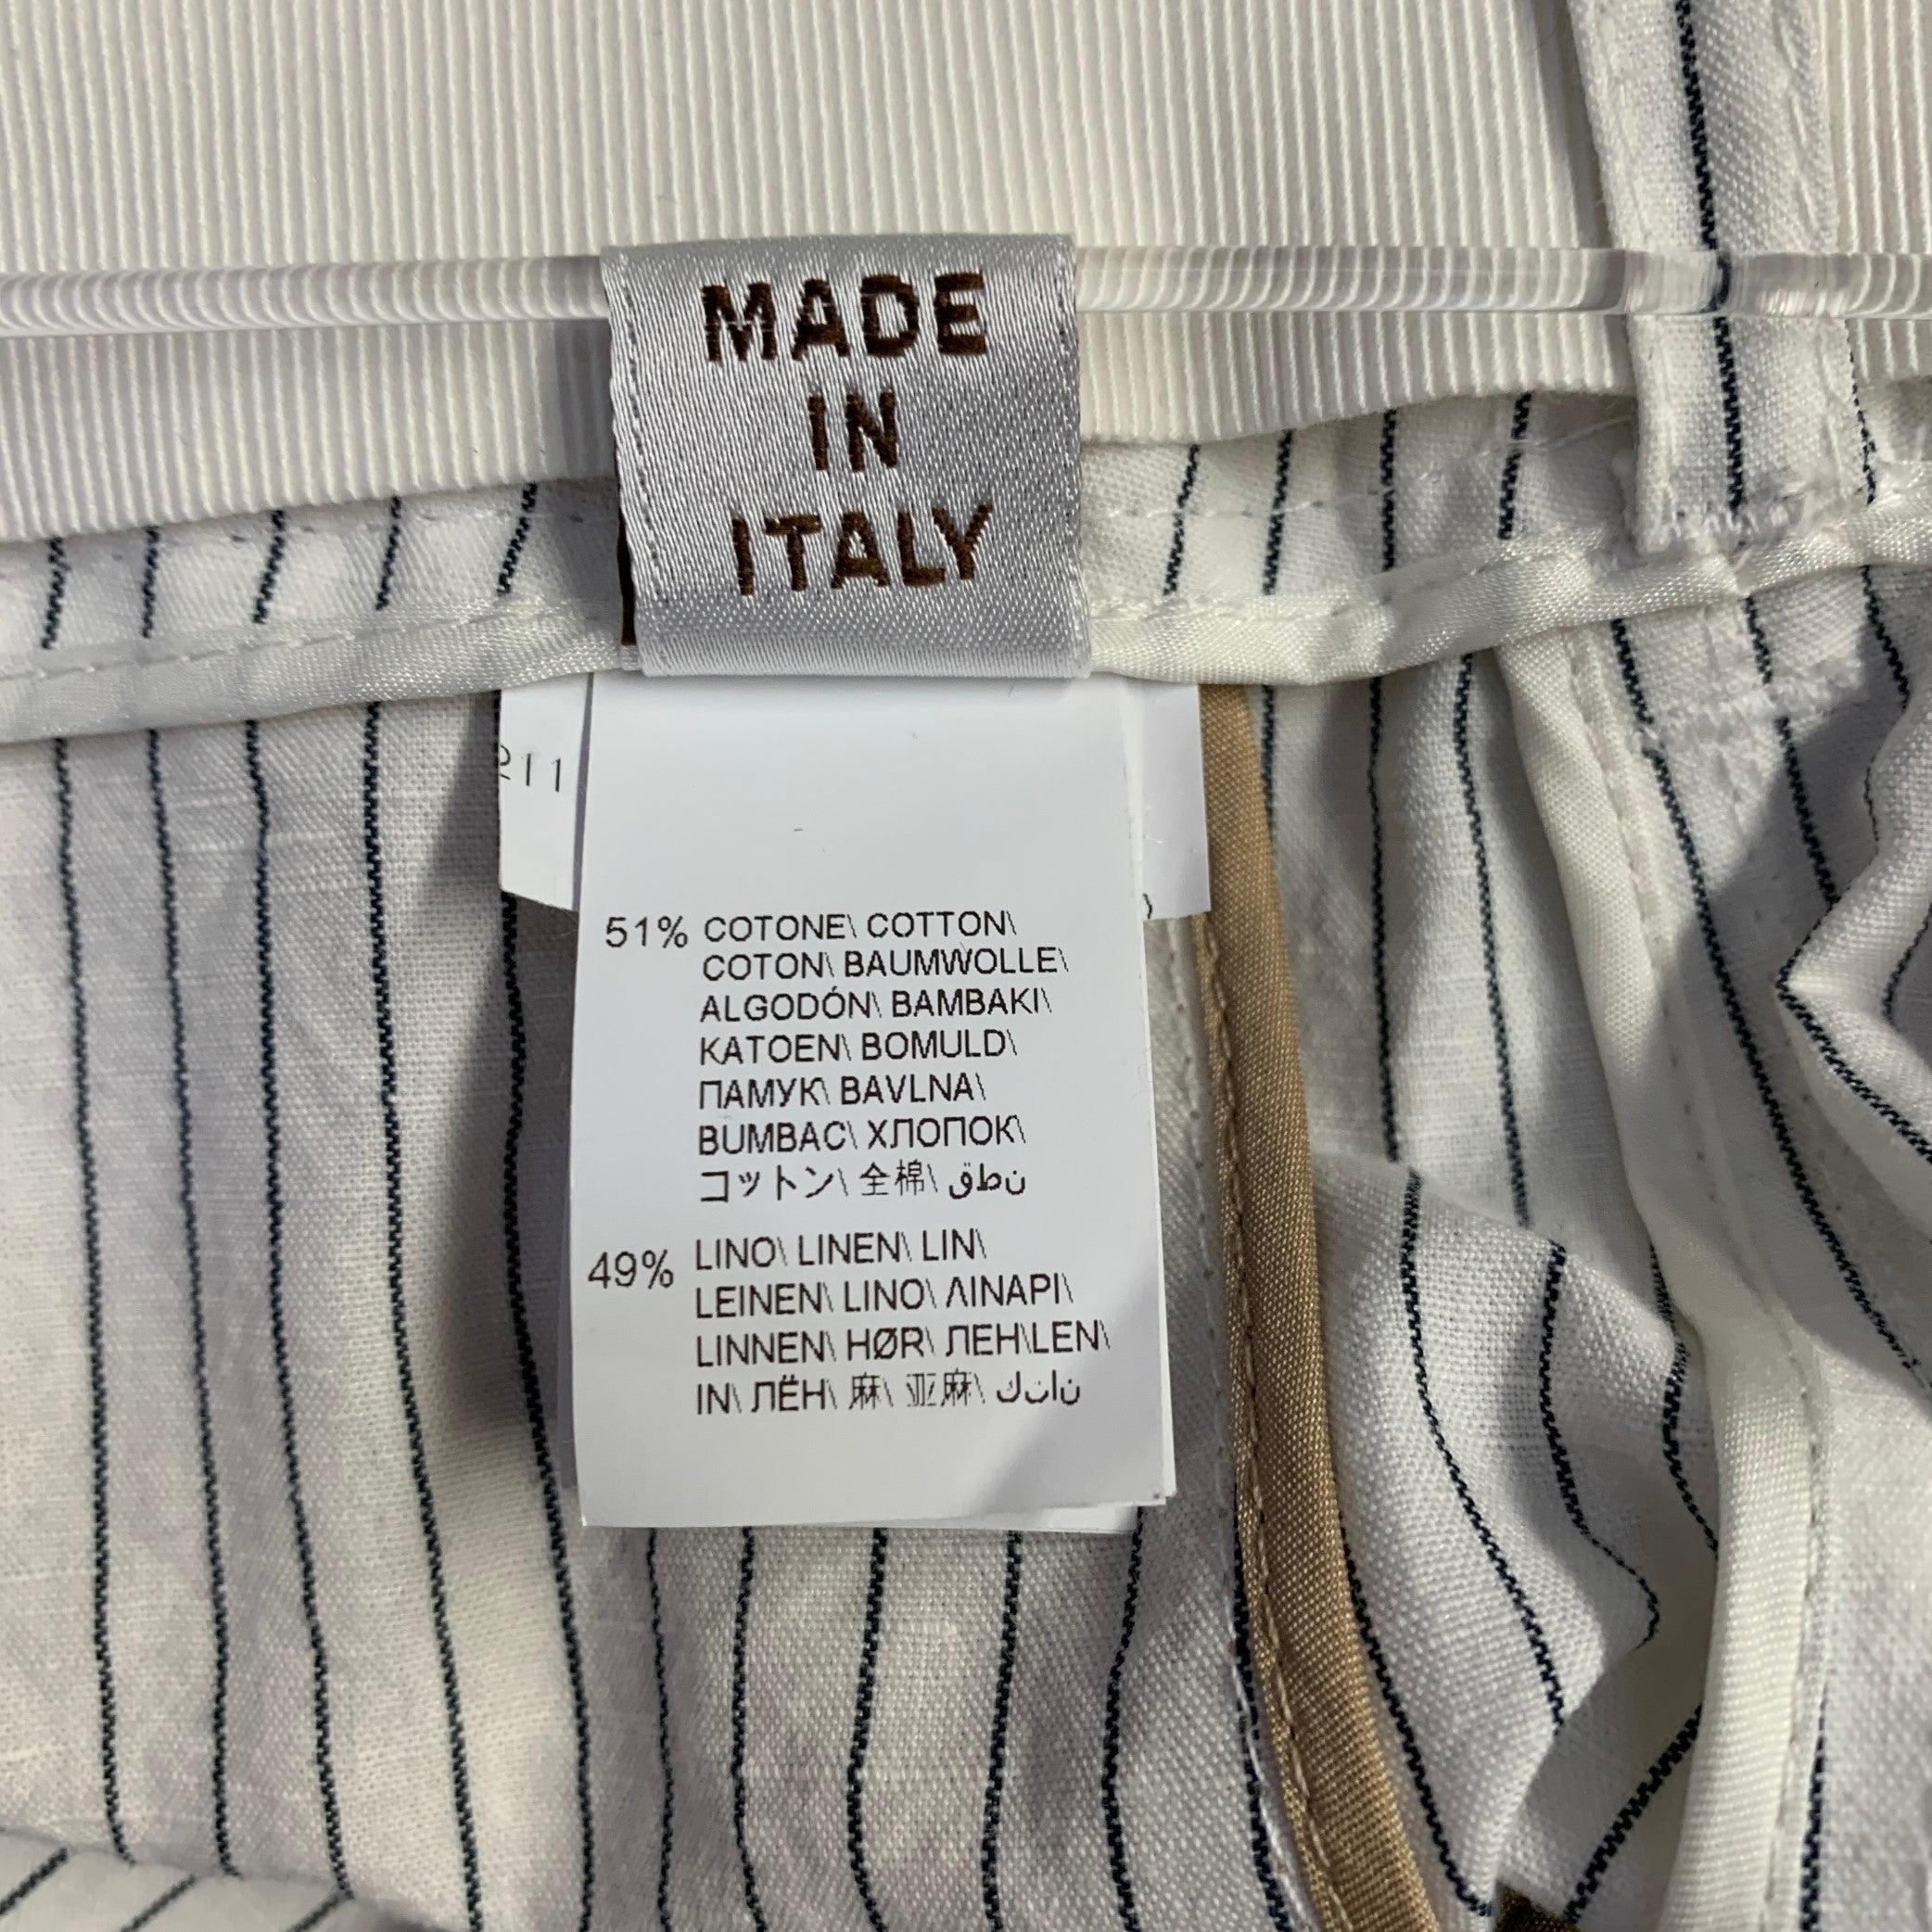 MADE
IN
ITALY
211
51% COTONE\ COTTON\
COTON\ BAUMWOLLE\
ALGODÓN\ BAMBAKI\
KATOEN\ BOMULD\
ПАМУК\ BAVLNA\
BUMBAC\ ХЛОПОК\
コットン\ 全棉\ ﻥﻁﻕ
49% LINO\ LINEN\ LIN\
LEINEN\ LINO\ ΛΙΝΑΡΙ\
LINNEN\ HØR\ ЛЕН\LEN\
IN\ ЛЁН\ 麻\ 亚麻\ ﻥﺎﺘﻛ